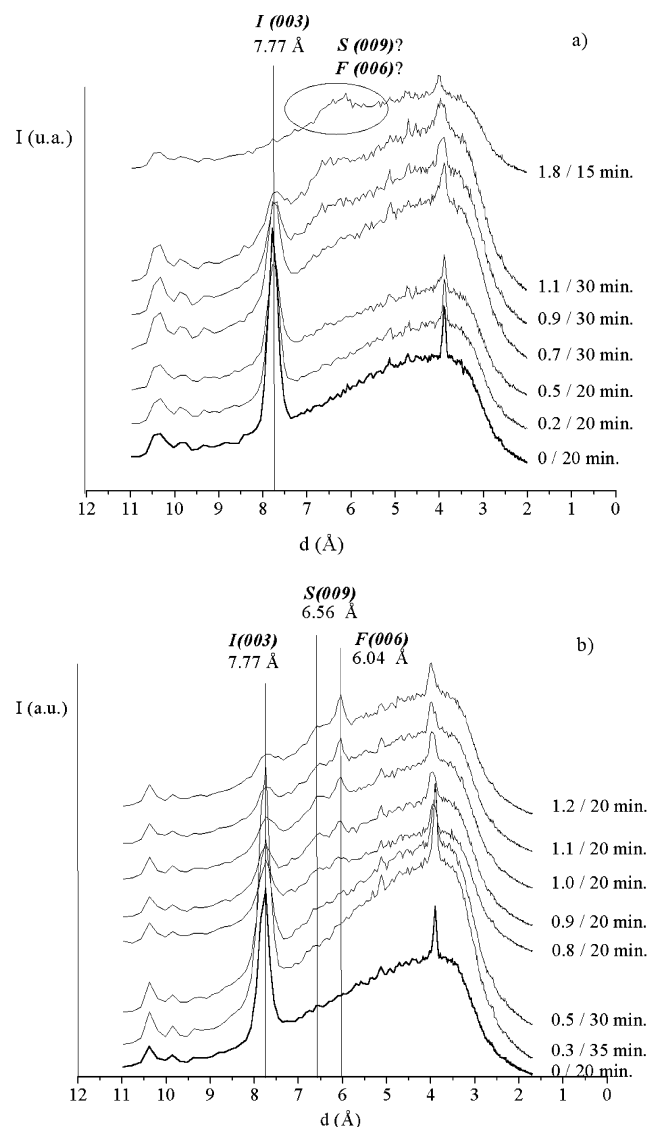 I (003)
7.77 Å
S (009)?
F (006)?
a)
I (u.a.)
1.8 / 15 min.
1.1 / 30 min.
0.9 / 30 min.
0.7 / 30 min.
0.5 / 20 min.
0.2 / 20 min.
0 / 20 min.
12 11 10 9 8 7 6 5 4 3 2 1 0
d (Å)
S(009)
6.56 Å
I(003)
7.77 Å
F(006)
6.04 Å
b)
I (a.u.)
1.2 / 20 min.
1.1 / 20 min.
1.0 / 20 min.
0.9 / 20 min.
0.8 / 20 min.
0.5 / 30 min.
0.3 / 35 min.
0 / 20 min.
12 11 10 9 8 7 6 5 4 3 2 1 0
d (Å)